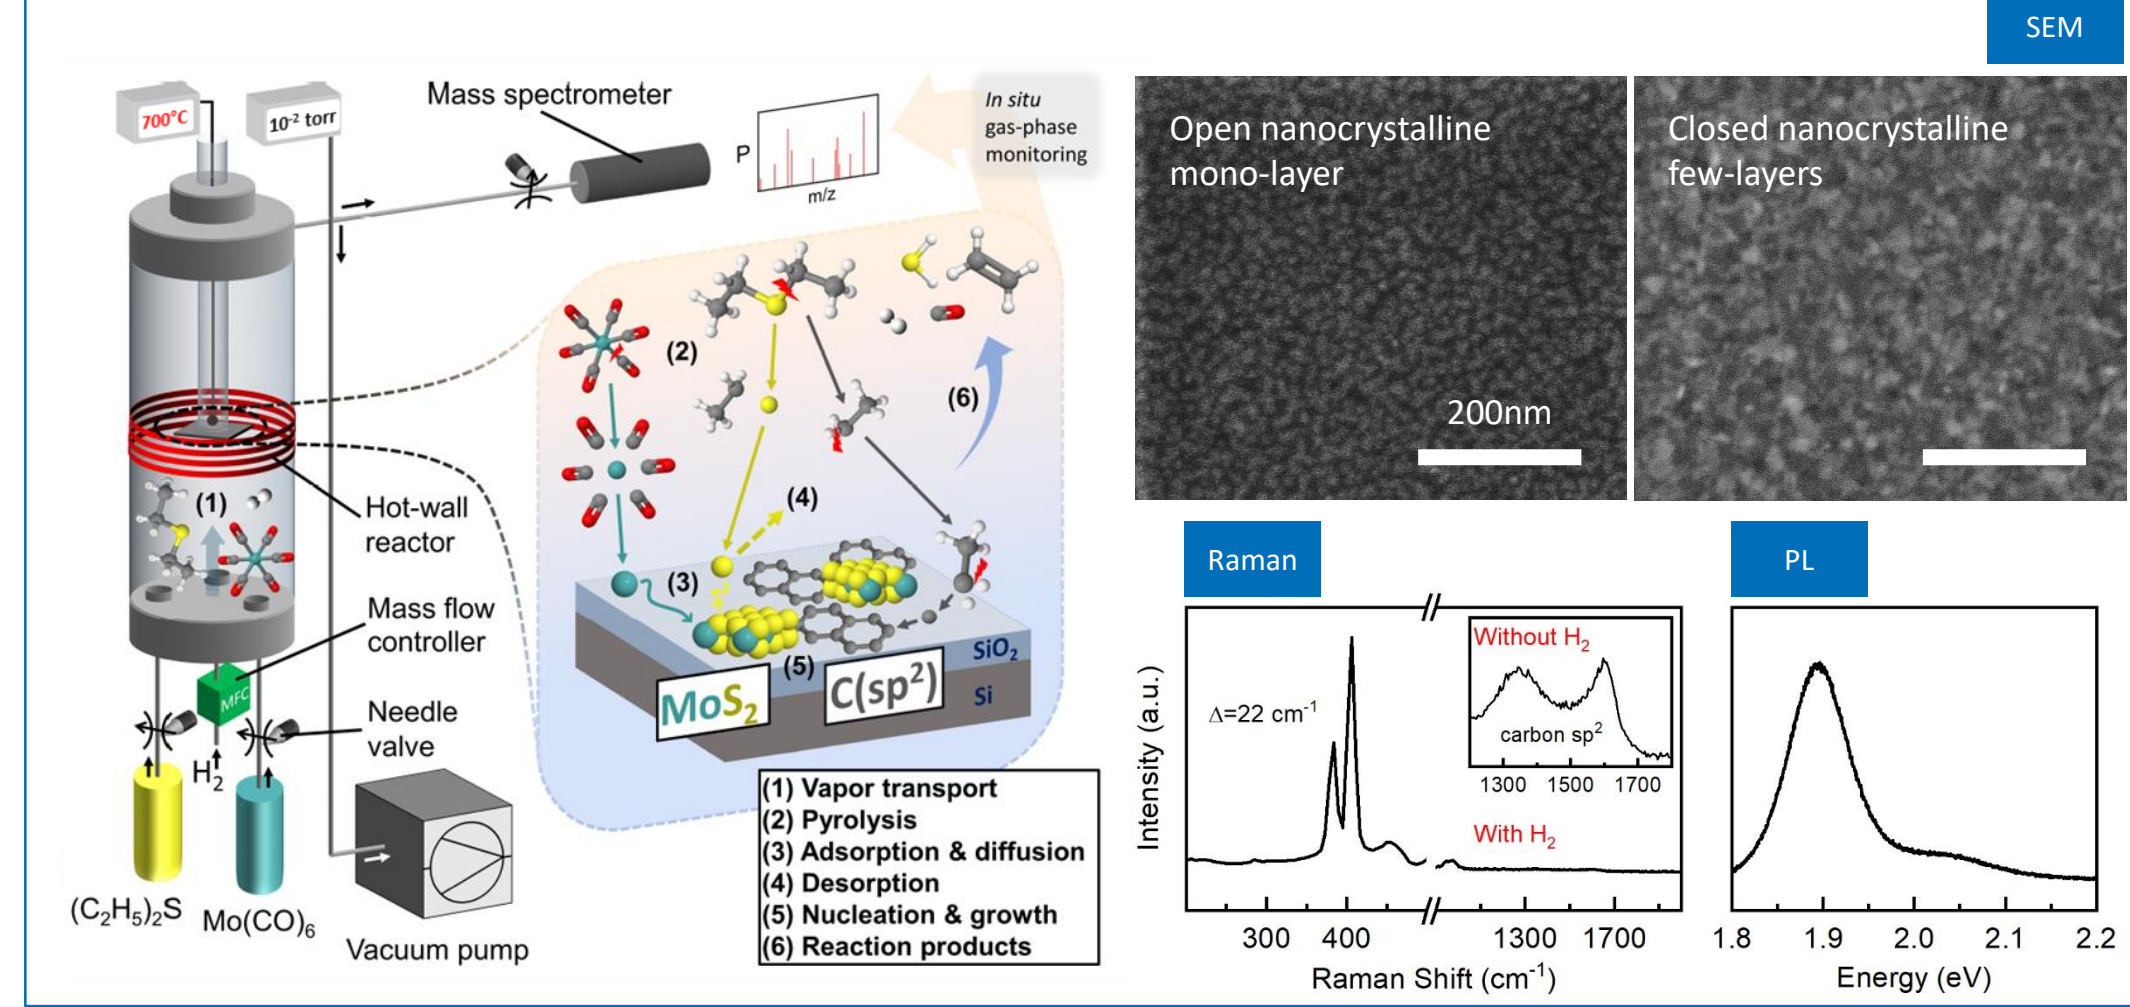 SEM
700°C
10⁻² torr
Mass spectrometer
P
m/z
In situ
gas-phase
monitoring
(1)
Hot-wall
reactor
Mass flow
controller
MFC
Needle
valve
H₂
(C₂H₅)₂S
Mo(CO)₆
Vacuum pump
(2)
(6)
(4)
(3)
(5)
MoS₂
C(sp²)
SiO₂
Si
(1) Vapor transport
(2) Pyrolysis
(3) Adsorption & diffusion
(4) Desorption
(5) Nucleation & growth
(6) Reaction products
Open nanocrystalline
mono-layer
200nm
Closed nanocrystalline
few-layers
Raman
Intensity (a.u.)
Δ=22 cm⁻¹
Without H₂
carbon sp²
1300 1500 1700
With H₂
300 400 1300 1700
Raman Shift (cm⁻¹)
PL
1.8 1.9 2.0 2.1 2.2
Energy (eV)